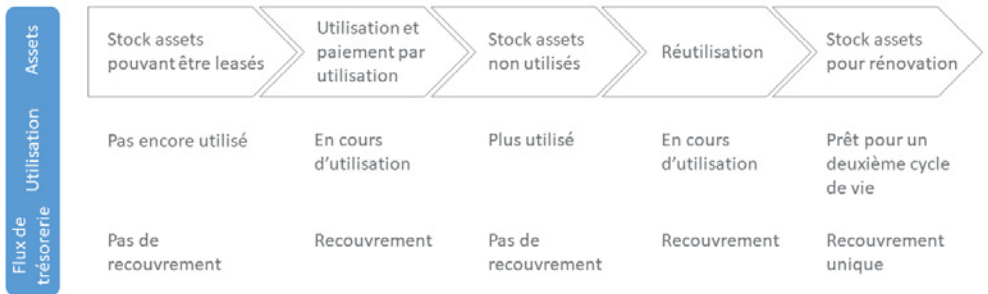 Assets
Stock assets
pouvant être leasés
Utilisation et
paiement par
utilisation
Stock assets
non utilisés
Réutilisation
Stock assets
pour rénovation
Utilisation
Pas encore utilisé
En cours
d’utilisation
Plus utilisé
En cours
d’utilisation
Prêt pour un
deuxième cycle
de vie
Flux de
trésorerie
Pas de
recouvrement
Recouvrement
Pas de
recouvrement
Recouvrement
Recouvrement
unique